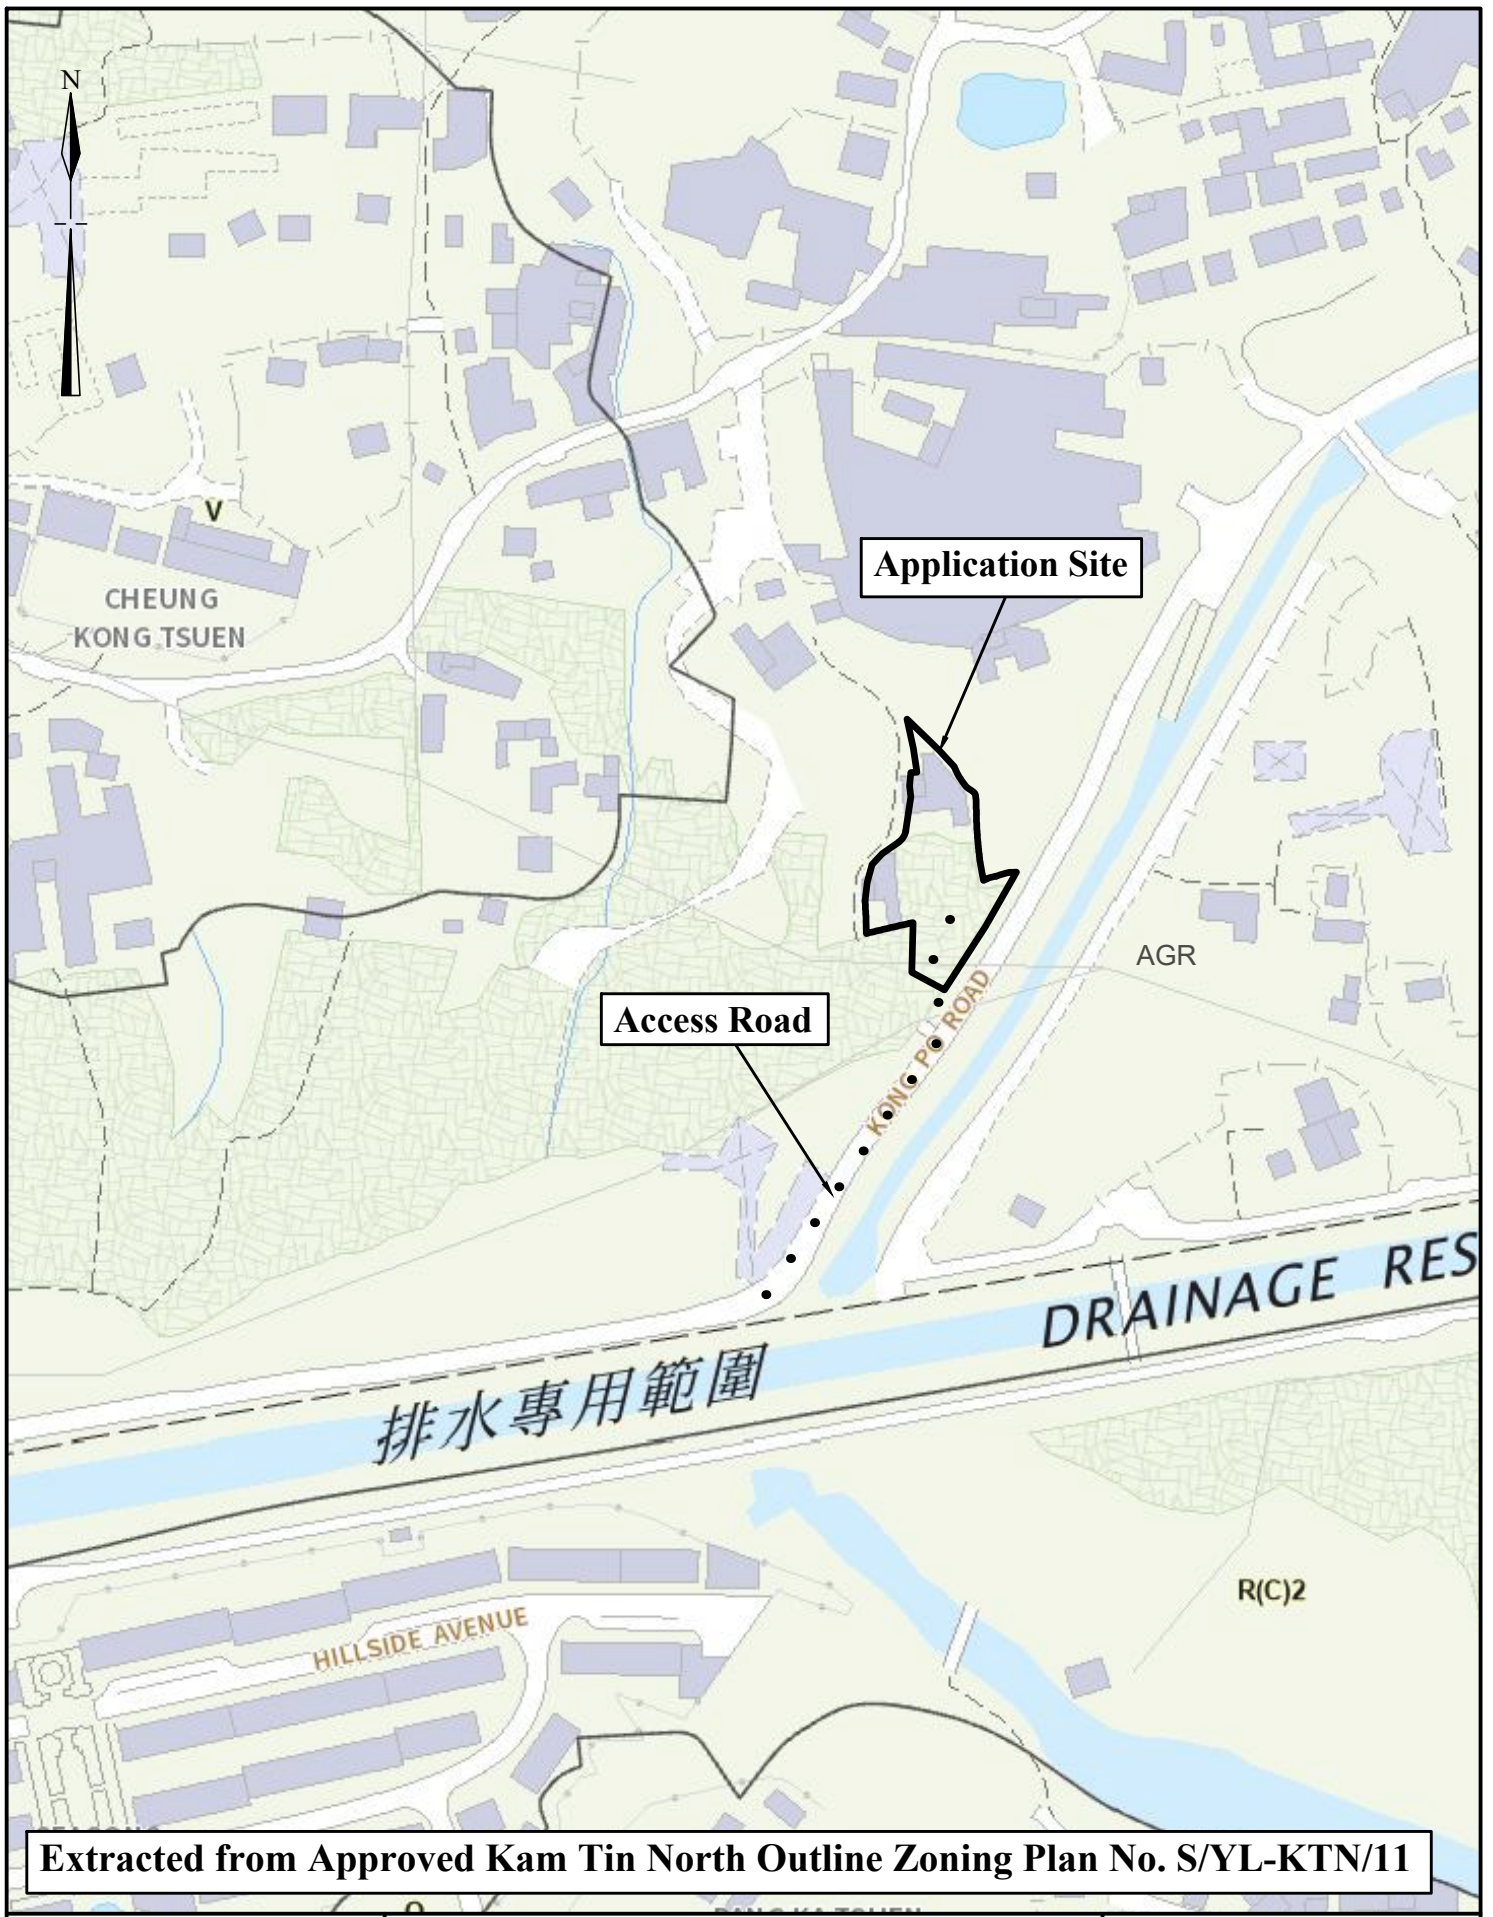 N
V
CHEUNG
KONG TSUEN
Application Site
AGR
Access Road
KONG PO ROAD
DRAINAGE RES
排水專用範圍
R(C)2
HILLSIDE AVENUE
Extracted from Approved Kam Tin North Outline Zoning Plan No. S/YL-KTN/11